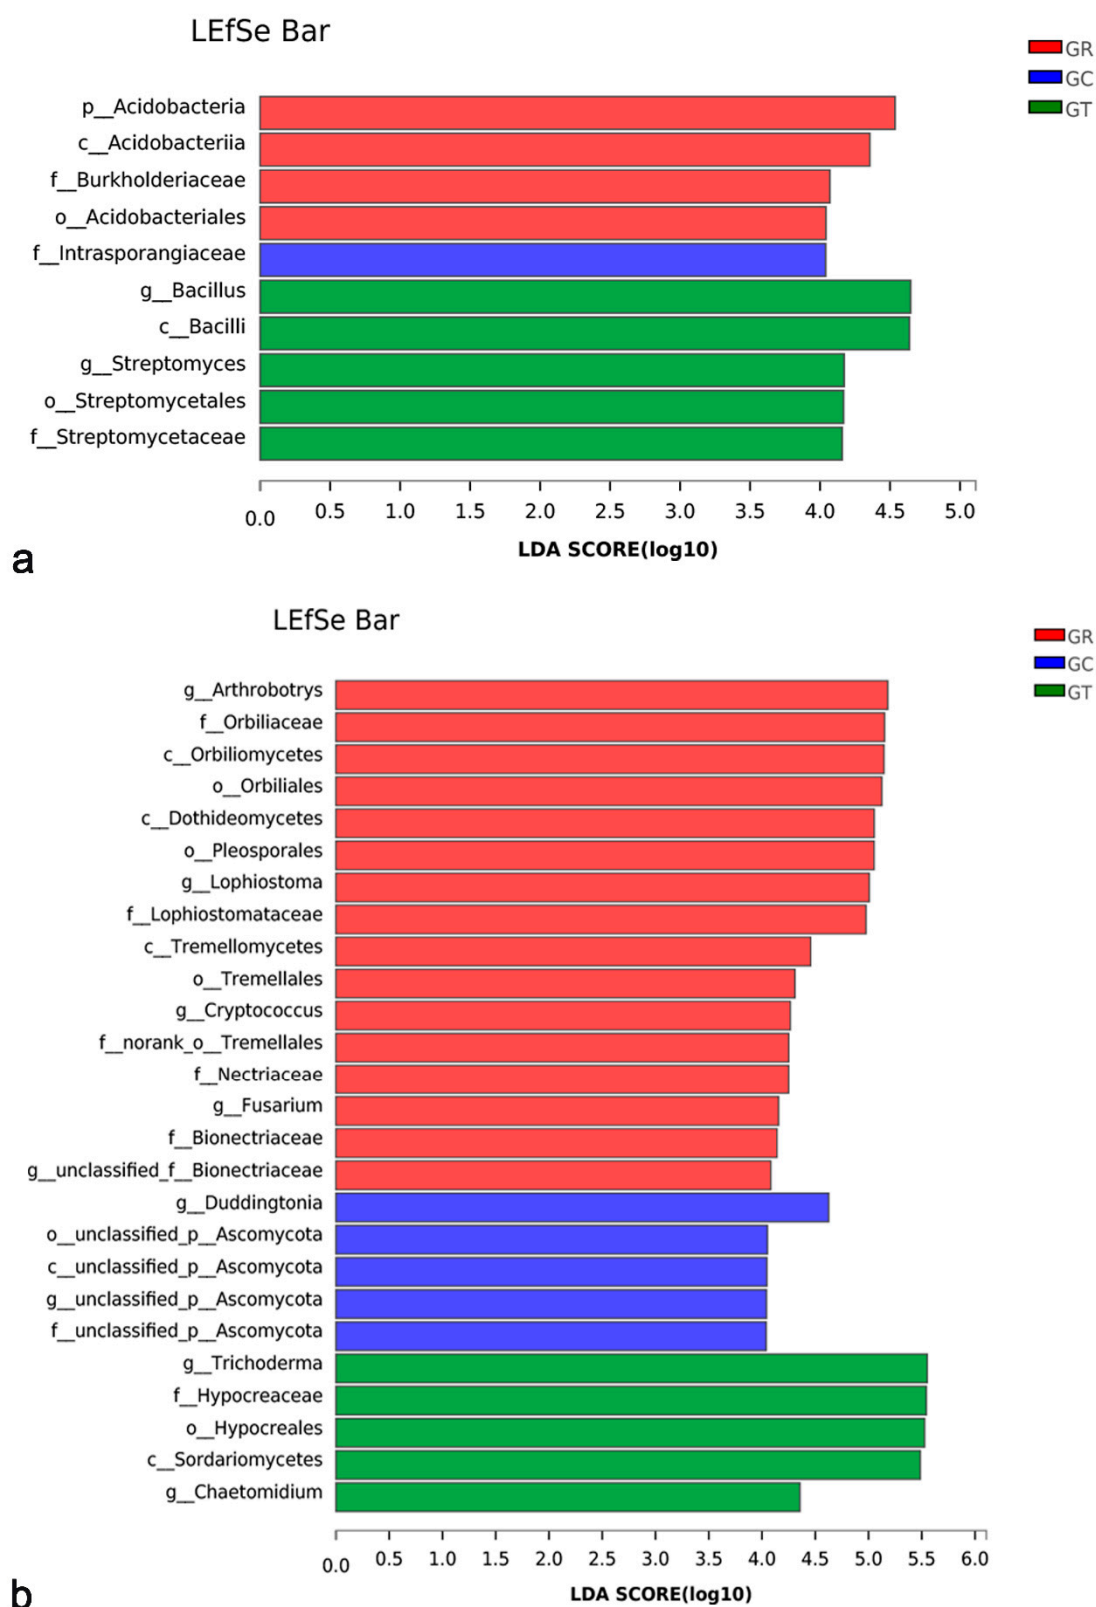 LEfSe Bar
GR
GC
GT
p__Acidobacteria
c__Acidobacteriia
f__Burkholderiaceae
o__Acidobacteriales
f__Intrasporangiaceae
g__Bacillus
c__Bacilli
g__Streptomyces
o__Streptomycetales
f__Streptomycetaceae
0.0 0.5 1.0 1.5 2.0 2.5 3.0 3.5 4.0 4.5 5.0
LDA SCORE(log10)
a
LEfSe Bar
GR
GC
GT
g__Arthrobotrys
f__Orbiliaceae
c__Orbiliomycetes
o__Orbiliales
c__Dothideomycetes
o__Pleosporales
g__Lophiostoma
f__Lophiostomataceae
c__Tremellomycetes
o__Tremellales
g__Cryptococcus
f__norank_o__Tremellales
f__Nectriaceae
g__Fusarium
f__Bionectriaceae
g__unclassified_f__Bionectriaceae
g__Duddingtonia
o__unclassified_p__Ascomycota
c__unclassified_p__Ascomycota
g__unclassified_p__Ascomycota
f__unclassified_p__Ascomycota
g__Trichoderma
f__Hypocreaceae
o__Hypocreales
c__Sordariomycetes
g__Chaetomidium
0.0 0.5 1.0 1.5 2.0 2.5 3.0 3.5 4.0 4.5 5.0 5.5 6.0
LDA SCORE(log10)
b